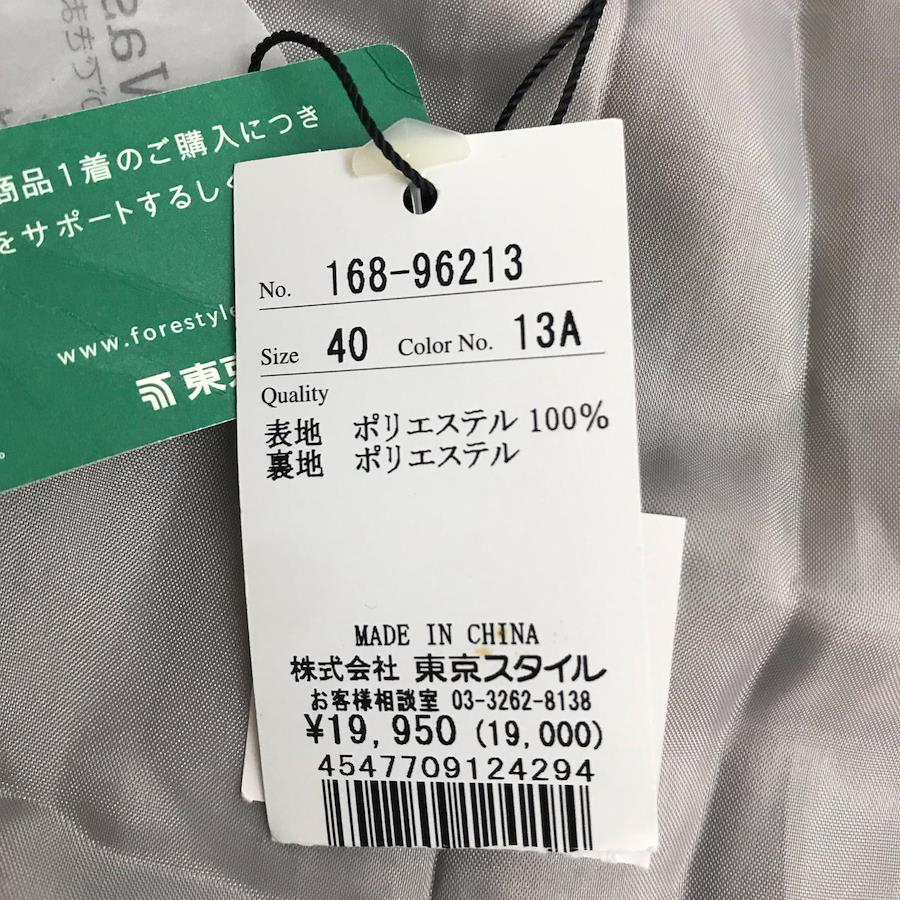 商品1着のご購入につき
をサポートするしく
www.forestyle
東京
No. 168-96213
Size 40 Color No. 13A
Quality
表地 ポリエステル 100%
裏地 ポリエステル
MADE IN CHINA
株式会社 東京スタイル
お客様相談室 03-3262-8138
¥19,950 (19,000)
4547709124294